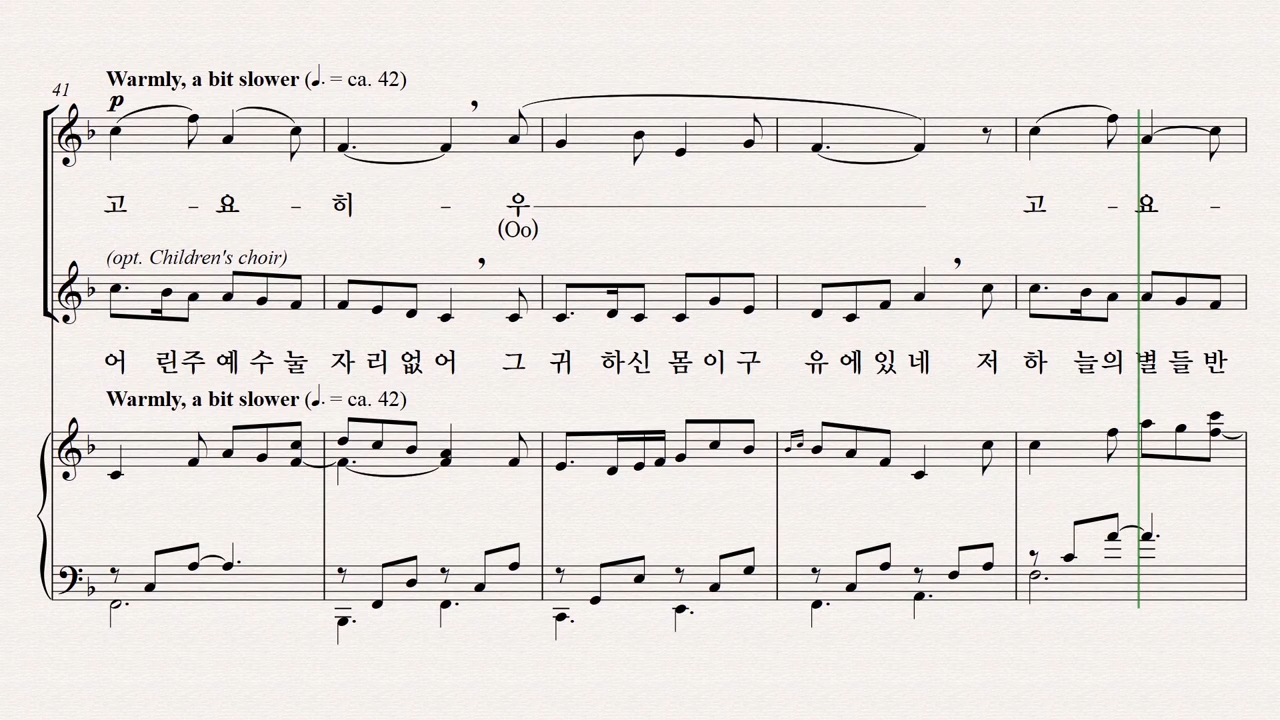 41
Warmly, a bit slower (♩. = ca. 42)
p
고 - 요 - 히 - 우 고 - 요 -
(Oo)
(opt. Children's choir)
어 린주 예수눌 자리없어 그 귀 하신 몸이구 유에있네 저 하 늘의 별들반
Warmly, a bit slower (♩. = ca. 42)